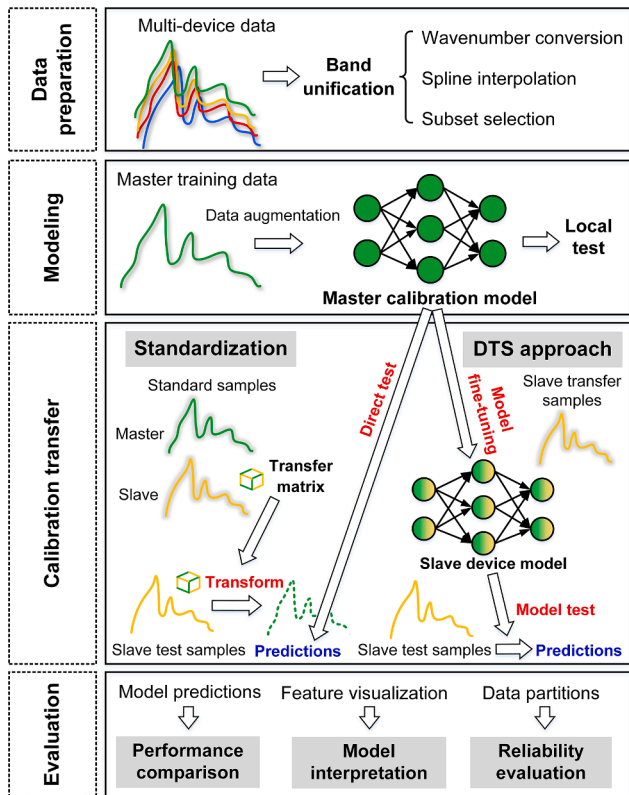 Data
preparation
Multi-device data
Band
unification
Wavenumber conversion
Spline interpolation
Subset selection
Modeling
Master training data
Data augmentation
Master calibration model
Local
test
Calibration transfer
Standardization
Standard samples
Master
Slave
Transfer
matrix
Transform
Slave test samples
Predictions
Direct test
DTS approach
Model
fine-tuning
Slave transfer
samples
Slave device model
Model test
Slave test samples
Predictions
Evaluation
Model predictions
Performance
comparison
Feature visualization
Model
interpretation
Data partitions
Reliability
evaluation